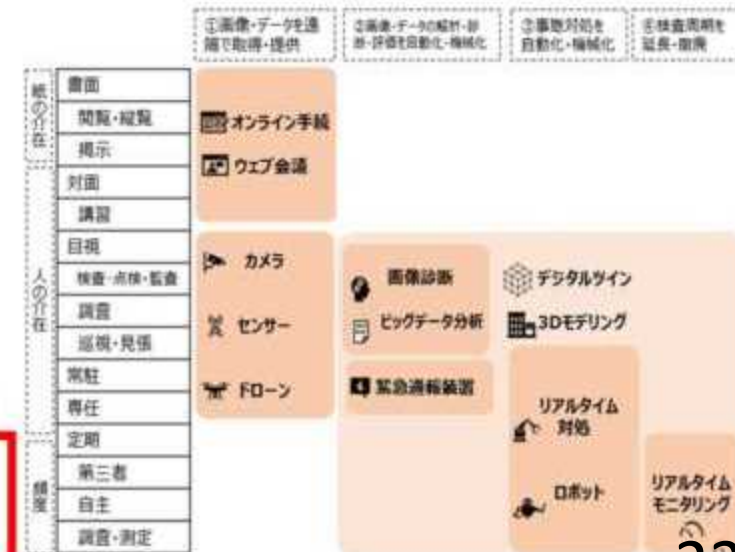 ①画像・データを遠
隔で取得・提供
②画像・データの解析・診
断・評価を自動化・機械化
③事態対処を
自動化・機械化
④検査周期を
延長・撤廃
紙の介在
書面
閲覧・縦覧
掲示
人の介在
対面
講習
目視
検査・点検・監査
調査
巡視・見張
常駐
専任
頻度
定期
第三者
自主
調査・測定
オンライン手続
ウェブ会議
カメラ
センサー
ドローン
画像診断
ビッグデータ分析
緊急通報装置
デジタルツイン
3Dモデリング
リアルタイム
対処
ロボット
リアルタイム
モニタリング